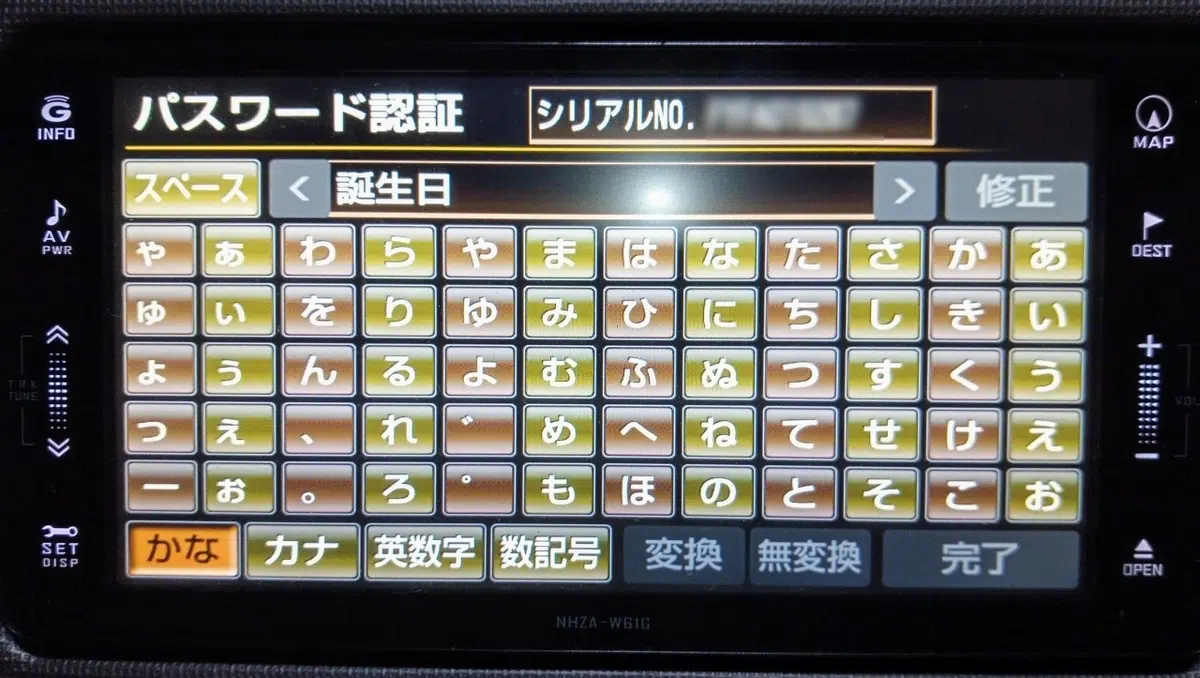 G
INFO
AV
PWR
TRK
TUNE
SET
DISP
パスワード認証 シリアルNO.
スペース < 誕生日 > 修正
ゃ ぁ わ ら や ま は な た さ か あ
ゅ ぃ を り ゆ み ひ に ち し き い
ょ ぅ ん る よ む ふ ぬ つ す く う
っ ぇ 、 れ ゛ め へ ね て せ け え
ー ぉ 。 ろ ゜ も ほ の と そ こ お
かな カナ 英数字 数記号 変換 無変換 完了
MAP
DEST
+
VOL
-
OPEN
NHZA-W61G